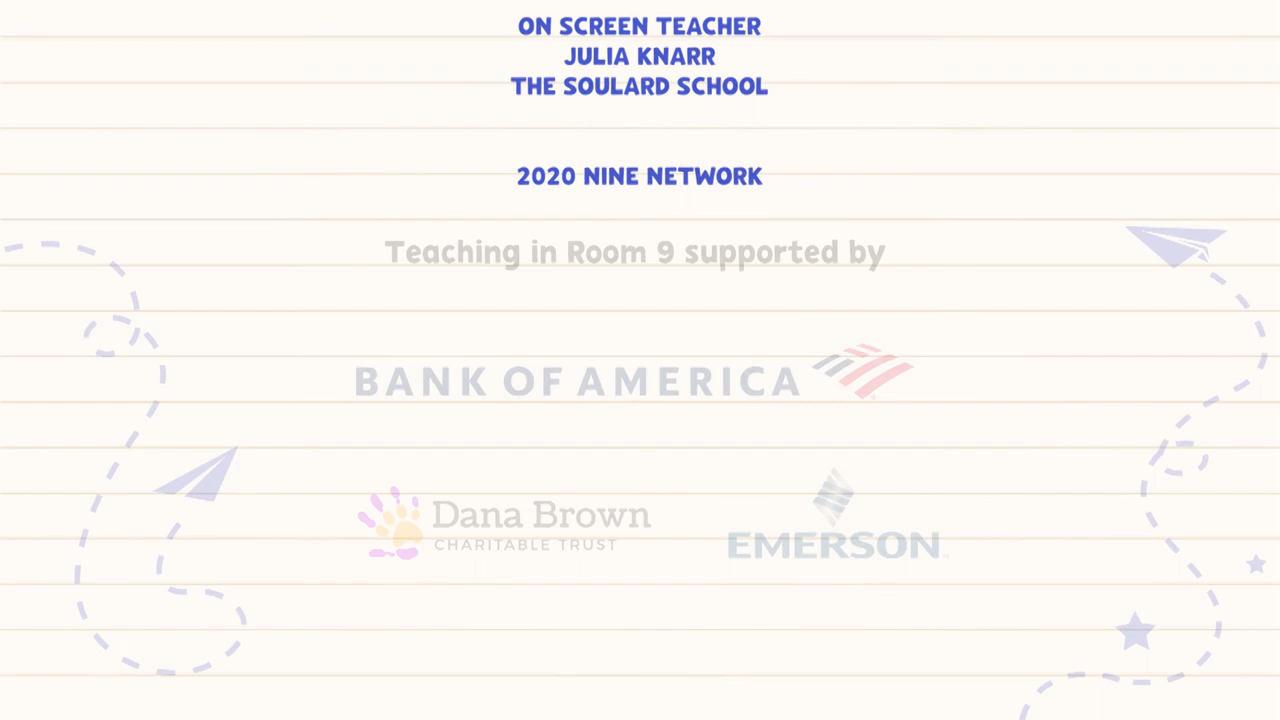 ON SCREEN TEACHER
JULIA KNARR
THE SOULARD SCHOOL
2020 NINE NETWORK
Teaching in Room 9 supported by
BANK OF AMERICA
Dana Brown
CHARITABLE TRUST
EMERSON